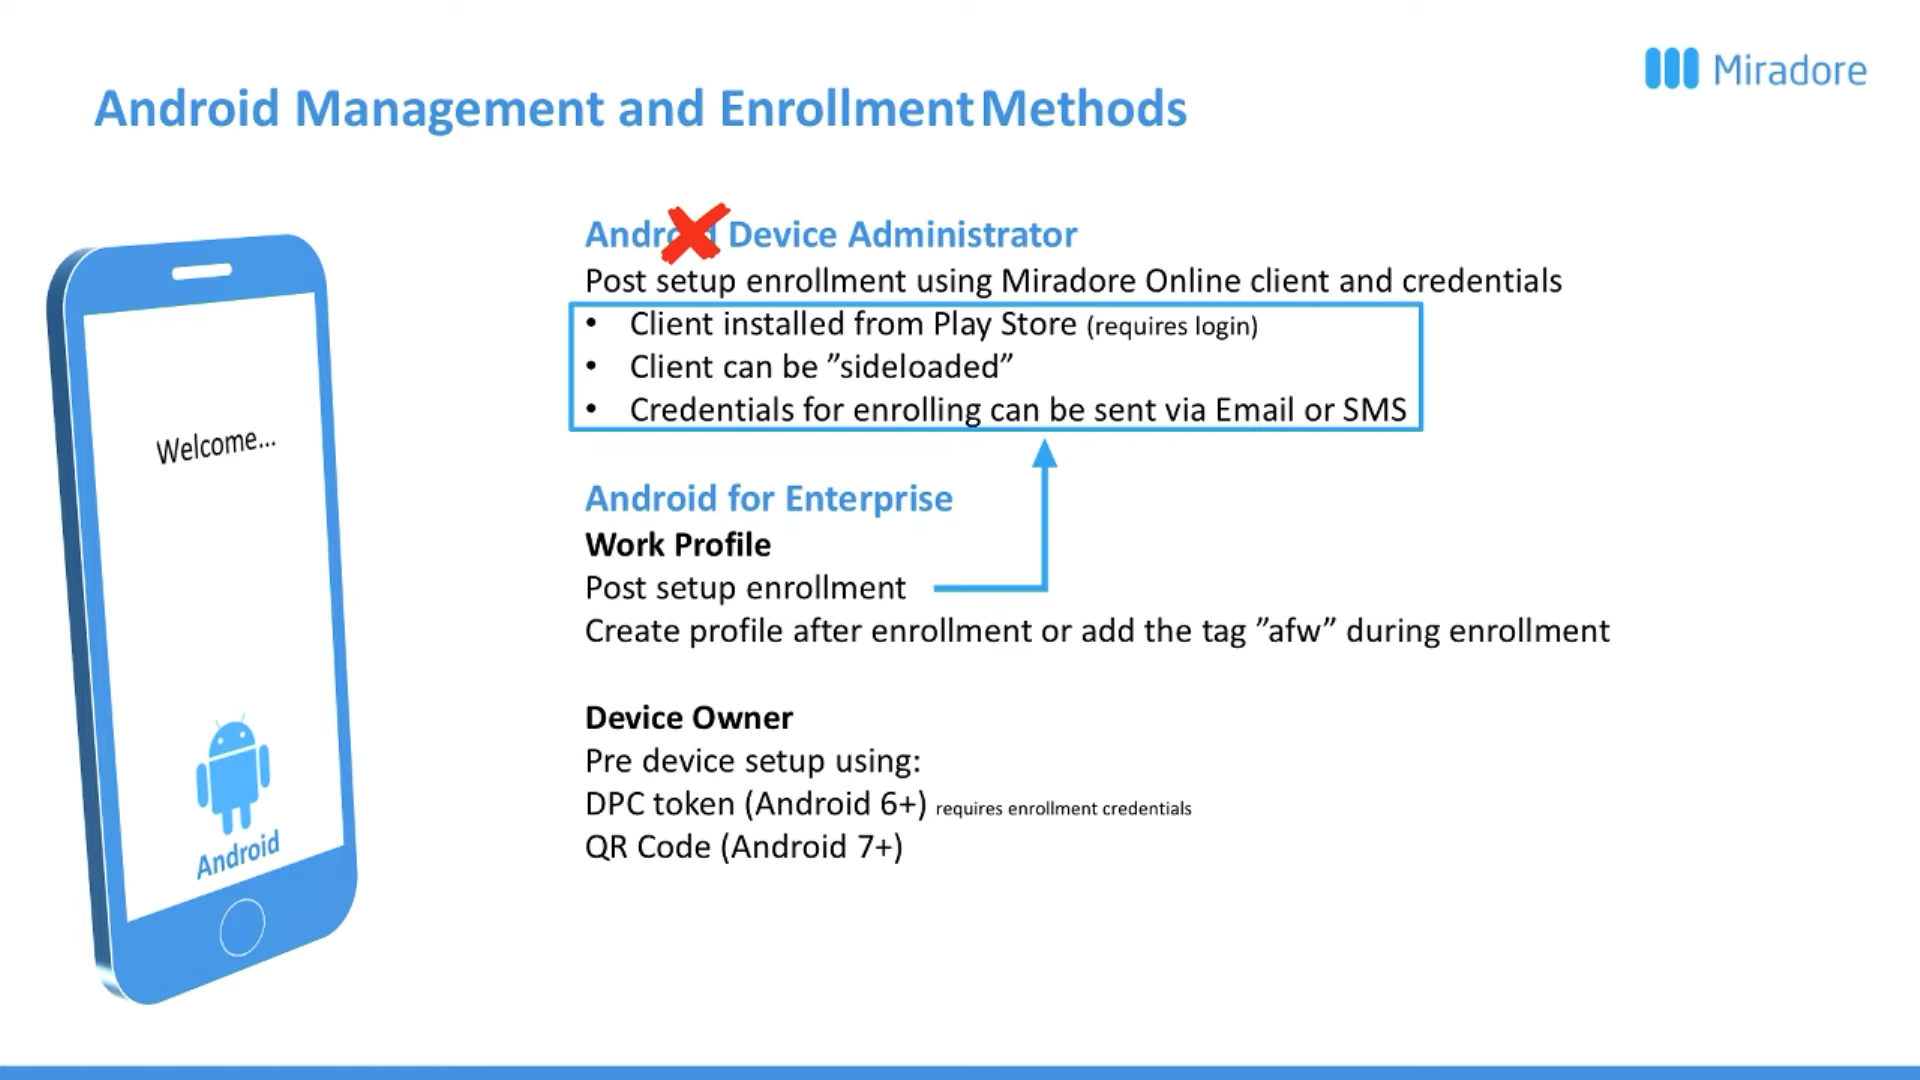 Miradore
Android Management and Enrollment Methods
Device Administrator
Post setup enrollment using Miradore Online client and credentials
• Client installed from Play Store (requires login)
• Client can be ”sideloaded”
• Credentials for enrolling can be sent via Email or SMS
Welcome...
Android for Enterprise
Work Profile
Post setup enrollment
Create profile after enrollment or add the tag ”afw” during enrollment
Device Owner
Pre device setup using:
DPC token (Android 6+) requires enrollment credentials
QR Code (Android 7+)
Android